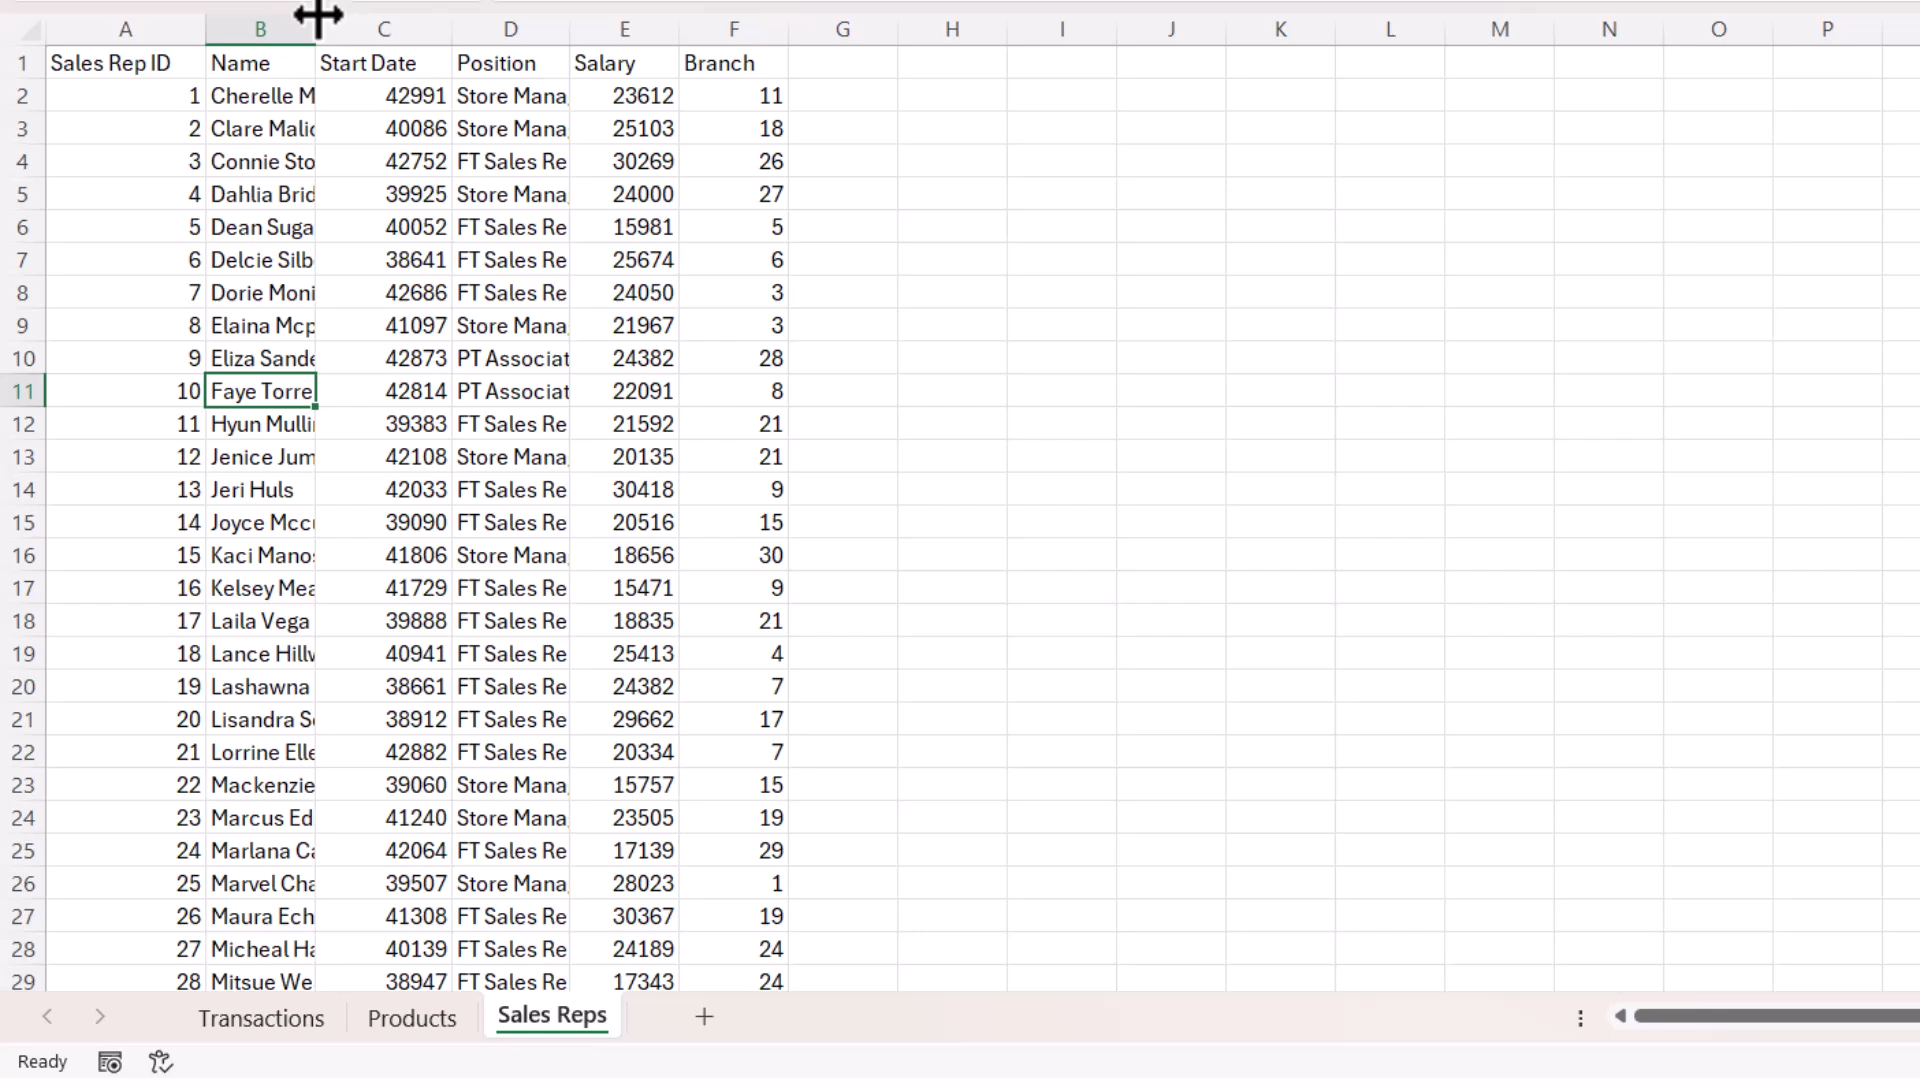 A B C D E F G H I J K L M N O P
1 Sales Rep ID Name Start Date Position Salary Branch
2 1 Cherelle M 42991 Store Mana 23612 11
3 2 Clare Malic 40086 Store Mana 25103 18
4 3 Connie Sto 42752 FT Sales Re 30269 26
5 4 Dahlia Brid 39925 Store Mana 24000 27
6 5 Dean Suga 40052 FT Sales Re 15981 5
7 6 Delcie Silb 38641 FT Sales Re 25674 6
8 7 Dorie Moni 42686 FT Sales Re 24050 3
9 8 Elaina Mcp 41097 Store Mana 21967 3
10 9 Eliza Sande 42873 PT Associat 24382 28
11 10 Faye Torre 42814 PT Associat 22091 8
12 11 Hyun Mulli 39383 FT Sales Re 21592 21
13 12 Jenice Jum 42108 Store Mana 20135 21
14 13 Jeri Huls 42033 FT Sales Re 30418 9
15 14 Joyce Mcc 39090 FT Sales Re 20516 15
16 15 Kaci Mano 41806 Store Mana 18656 30
17 16 Kelsey Mea 41729 FT Sales Re 15471 9
18 17 Laila Vega 39888 FT Sales Re 18835 21
19 18 Lance Hill 40941 FT Sales Re 25413 4
20 19 Lashawna 38661 FT Sales Re 24382 7
21 20 Lisandra S 38912 FT Sales Re 29662 17
22 21 Lorrine Elle 42882 FT Sales Re 20334 7
23 22 Mackenzie 39060 Store Mana 15757 15
24 23 Marcus Ed 41240 Store Mana 23505 19
25 24 Marlana Ca 42064 FT Sales Re 17139 29
26 25 Marvel Cha 39507 Store Mana 28023 1
27 26 Maura Ech 41308 FT Sales Re 30367 19
28 27 Micheal Ha 40139 FT Sales Re 24189 24
29 28 Mitsue We 38947 FT Sales Re 17343 24
Transactions Products Sales Reps
Ready